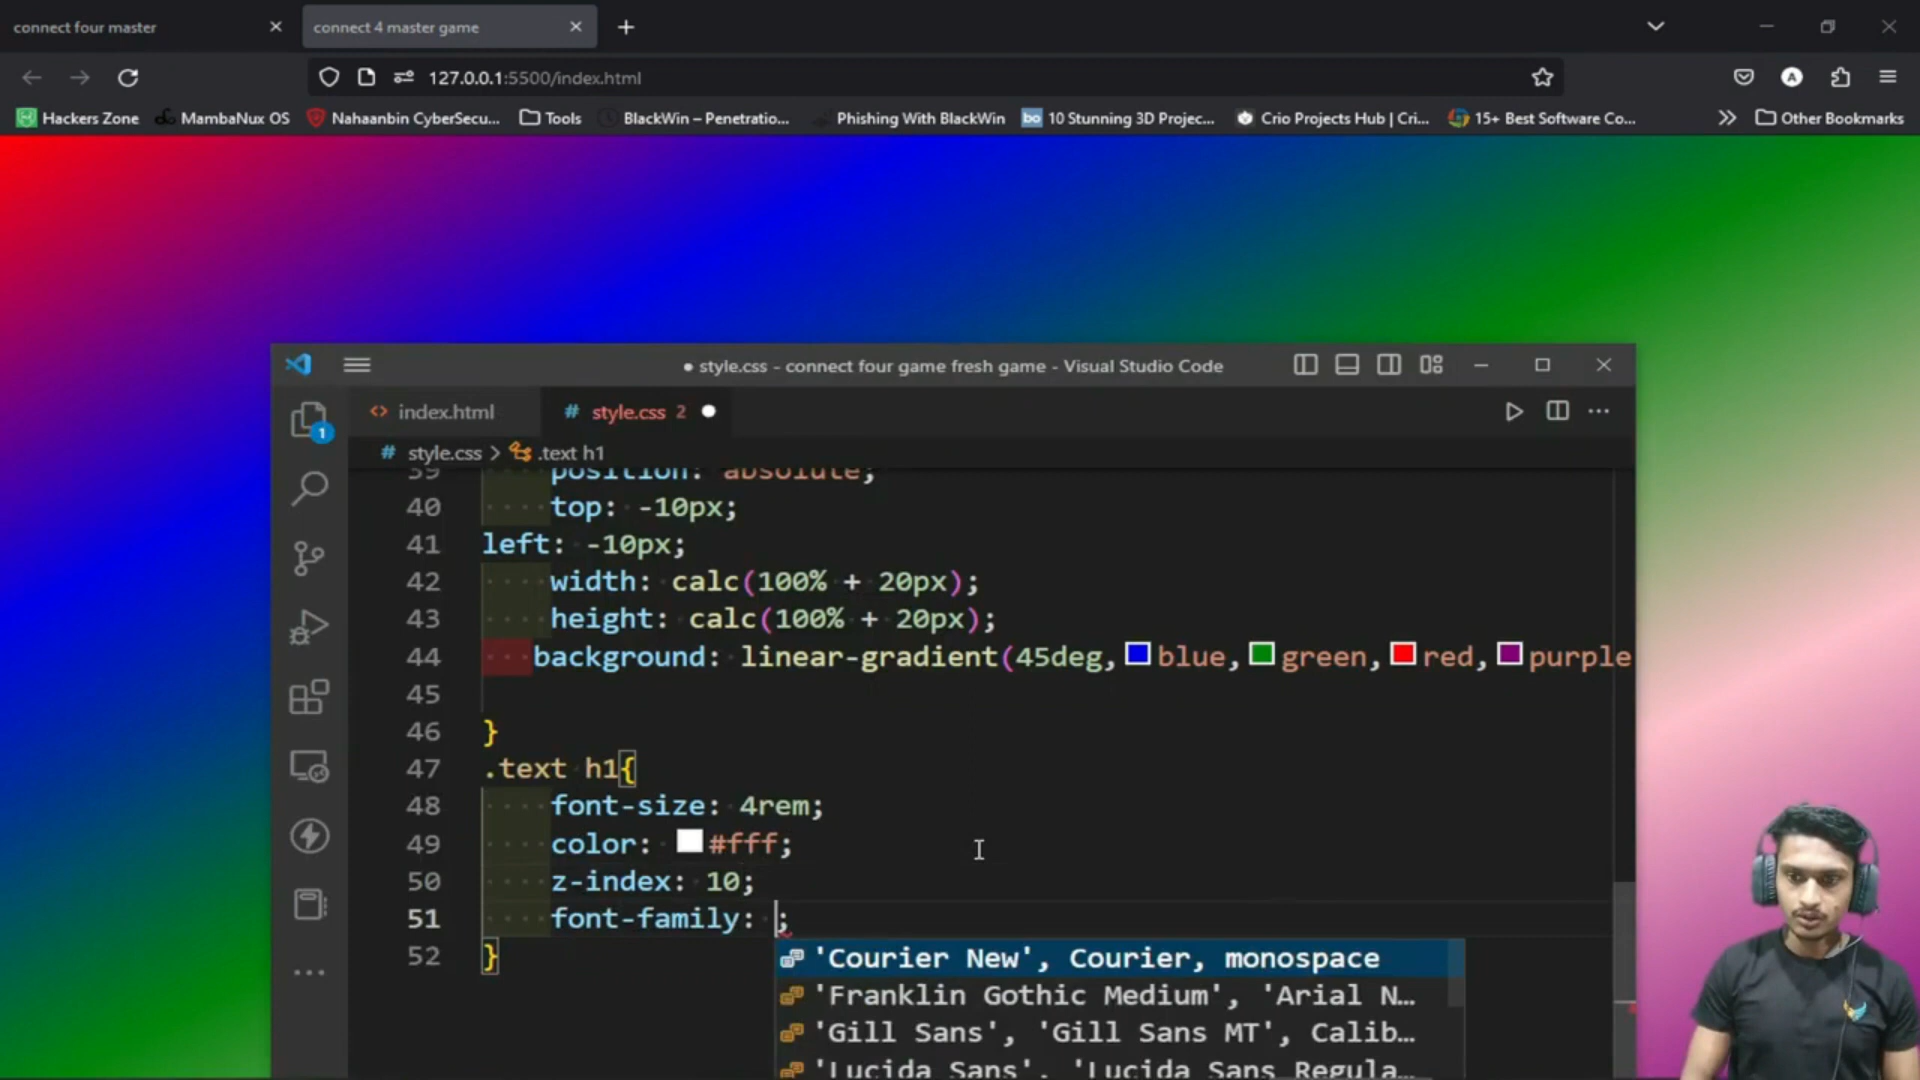 connect four master
connect 4 master game
127.0.0.1:5500/index.html
Hackers Zone
MambaNux OS
Nahaanbin CyberSecu...
Tools
BlackWin – Penetratio...
Phishing With BlackWin
bo 10 Stunning 3D Projec...
Crio Projects Hub | Cri...
15+ Best Software Co...
Other Bookmarks
● style.css - connect four game fresh game - Visual Studio Code
<> index.html
# style.css 2 ●
# style.css > .text h1
1
39 position: absolute;
40 top: -10px;
41 left: -10px;
42 width: calc(100% + 20px);
43 height: calc(100% + 20px);
44 background: linear-gradient(45deg, blue, green, red, purple
45
46 }
47 .text h1{
48 font-size: 4rem;
49 color: #fff;
50 z-index: 10;
51 font-family: ;
52 }
'Courier New', Courier, monospace
'Franklin Gothic Medium', 'Arial N...
'Gill Sans', 'Gill Sans MT', Calib...
'Lucida Sans', 'Lucida Sans Regula...